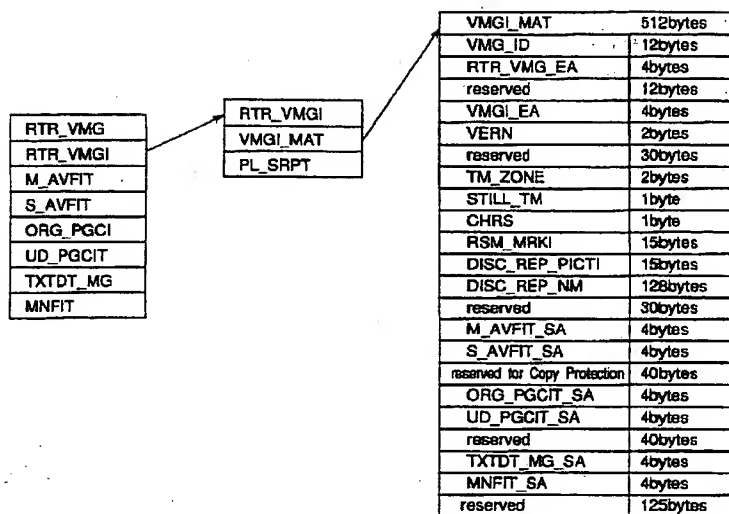 RTR_VMG
RTR_VMGI
M_AVFIT
S_AVFIT
ORG_PGCI
UD_PGCIT
TXTDT_MG
MNFIT
RTR_VMGI
VMGI_MAT
PL_SRPT
VMGI_MAT 512bytes
VMG_ID 12bytes
RTR_VMG_EA 4bytes
reserved 12bytes
VMGI_EA 4bytes
VERN 2bytes
reserved 30bytes
TM_ZONE 2bytes
STILL_TM 1byte
CHRS 1byte
RSM_MRKI 15bytes
DISC_REP_PICTI 15bytes
DISC_REP_NM 128bytes
reserved 30bytes
M_AVFIT_SA 4bytes
S_AVFIT_SA 4bytes
reserved for Copy Protection 40bytes
ORG_PGCIT_SA 4bytes
UD_PGCIT_SA 4bytes
reserved 40bytes
TXTDT_MG_SA 4bytes
MNFIT_SA 4bytes
reserved 125bytes